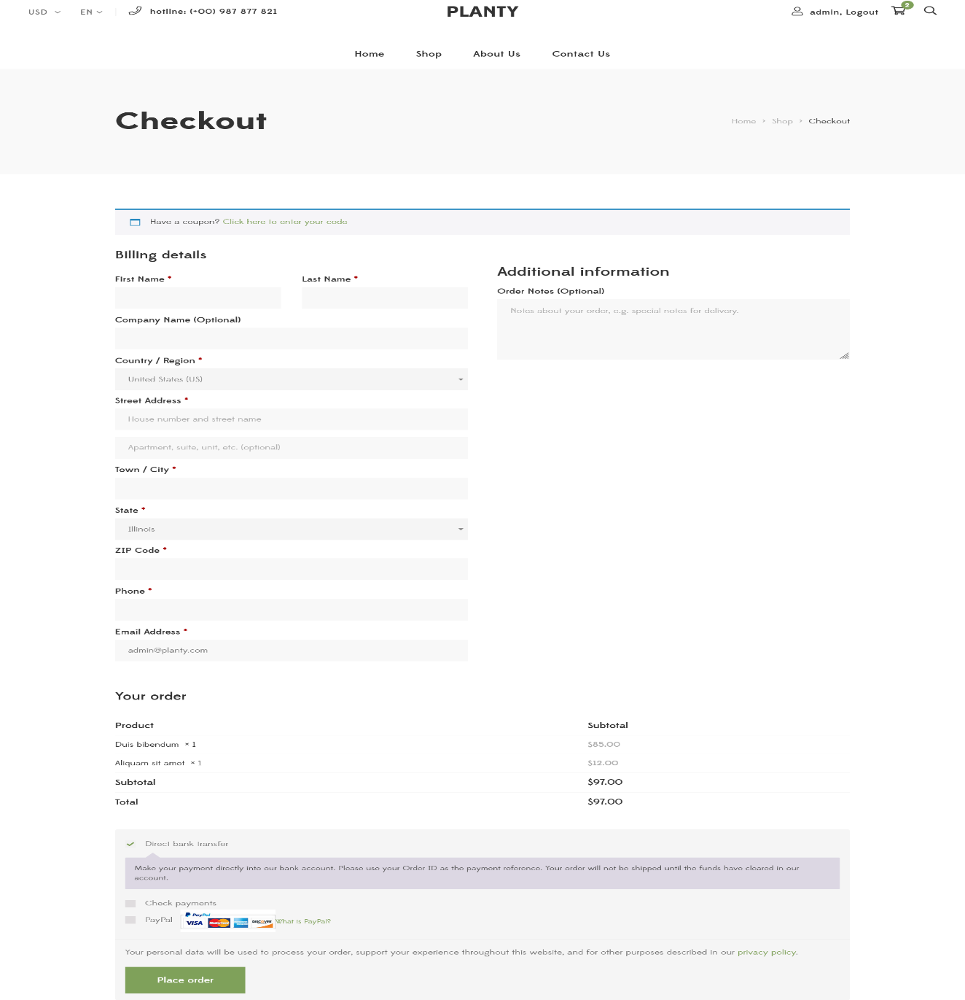 USD EN hotline: (+00) 987 877 821 PLANTY admin, Logout 2
Home Shop About Us Contact Us
Checkout Home > Shop > Checkout
Have a coupon? Click here to enter your code
Billing details
First Name * Last Name *
Company Name (Optional)
Country / Region *
United States (US)
Street Address *
House number and street name
Apartment, suite, unit, etc. (optional)
Town / City *
State *
Illinois
ZIP Code *
Phone *
Email Address *
admin@planty.com
Additional information
Order Notes (Optional)
Notes about your order, e.g. special notes for delivery.
Your order
Product Subtotal
Duis bibendum × 1 $85.00
Aliquam sit amet × 1 $12.00
Subtotal $97.00
Total $97.00
Direct bank transfer
Make your payment directly into our bank account. Please use your Order ID as the payment reference. Your order will not be shipped until the funds have cleared in our
account.
Check payments
PayPal PayPal VISA MasterCard DISCOVER What is PayPal?
Your personal data will be used to process your order, support your experience throughout this website, and for other purposes described in our privacy policy.
Place order